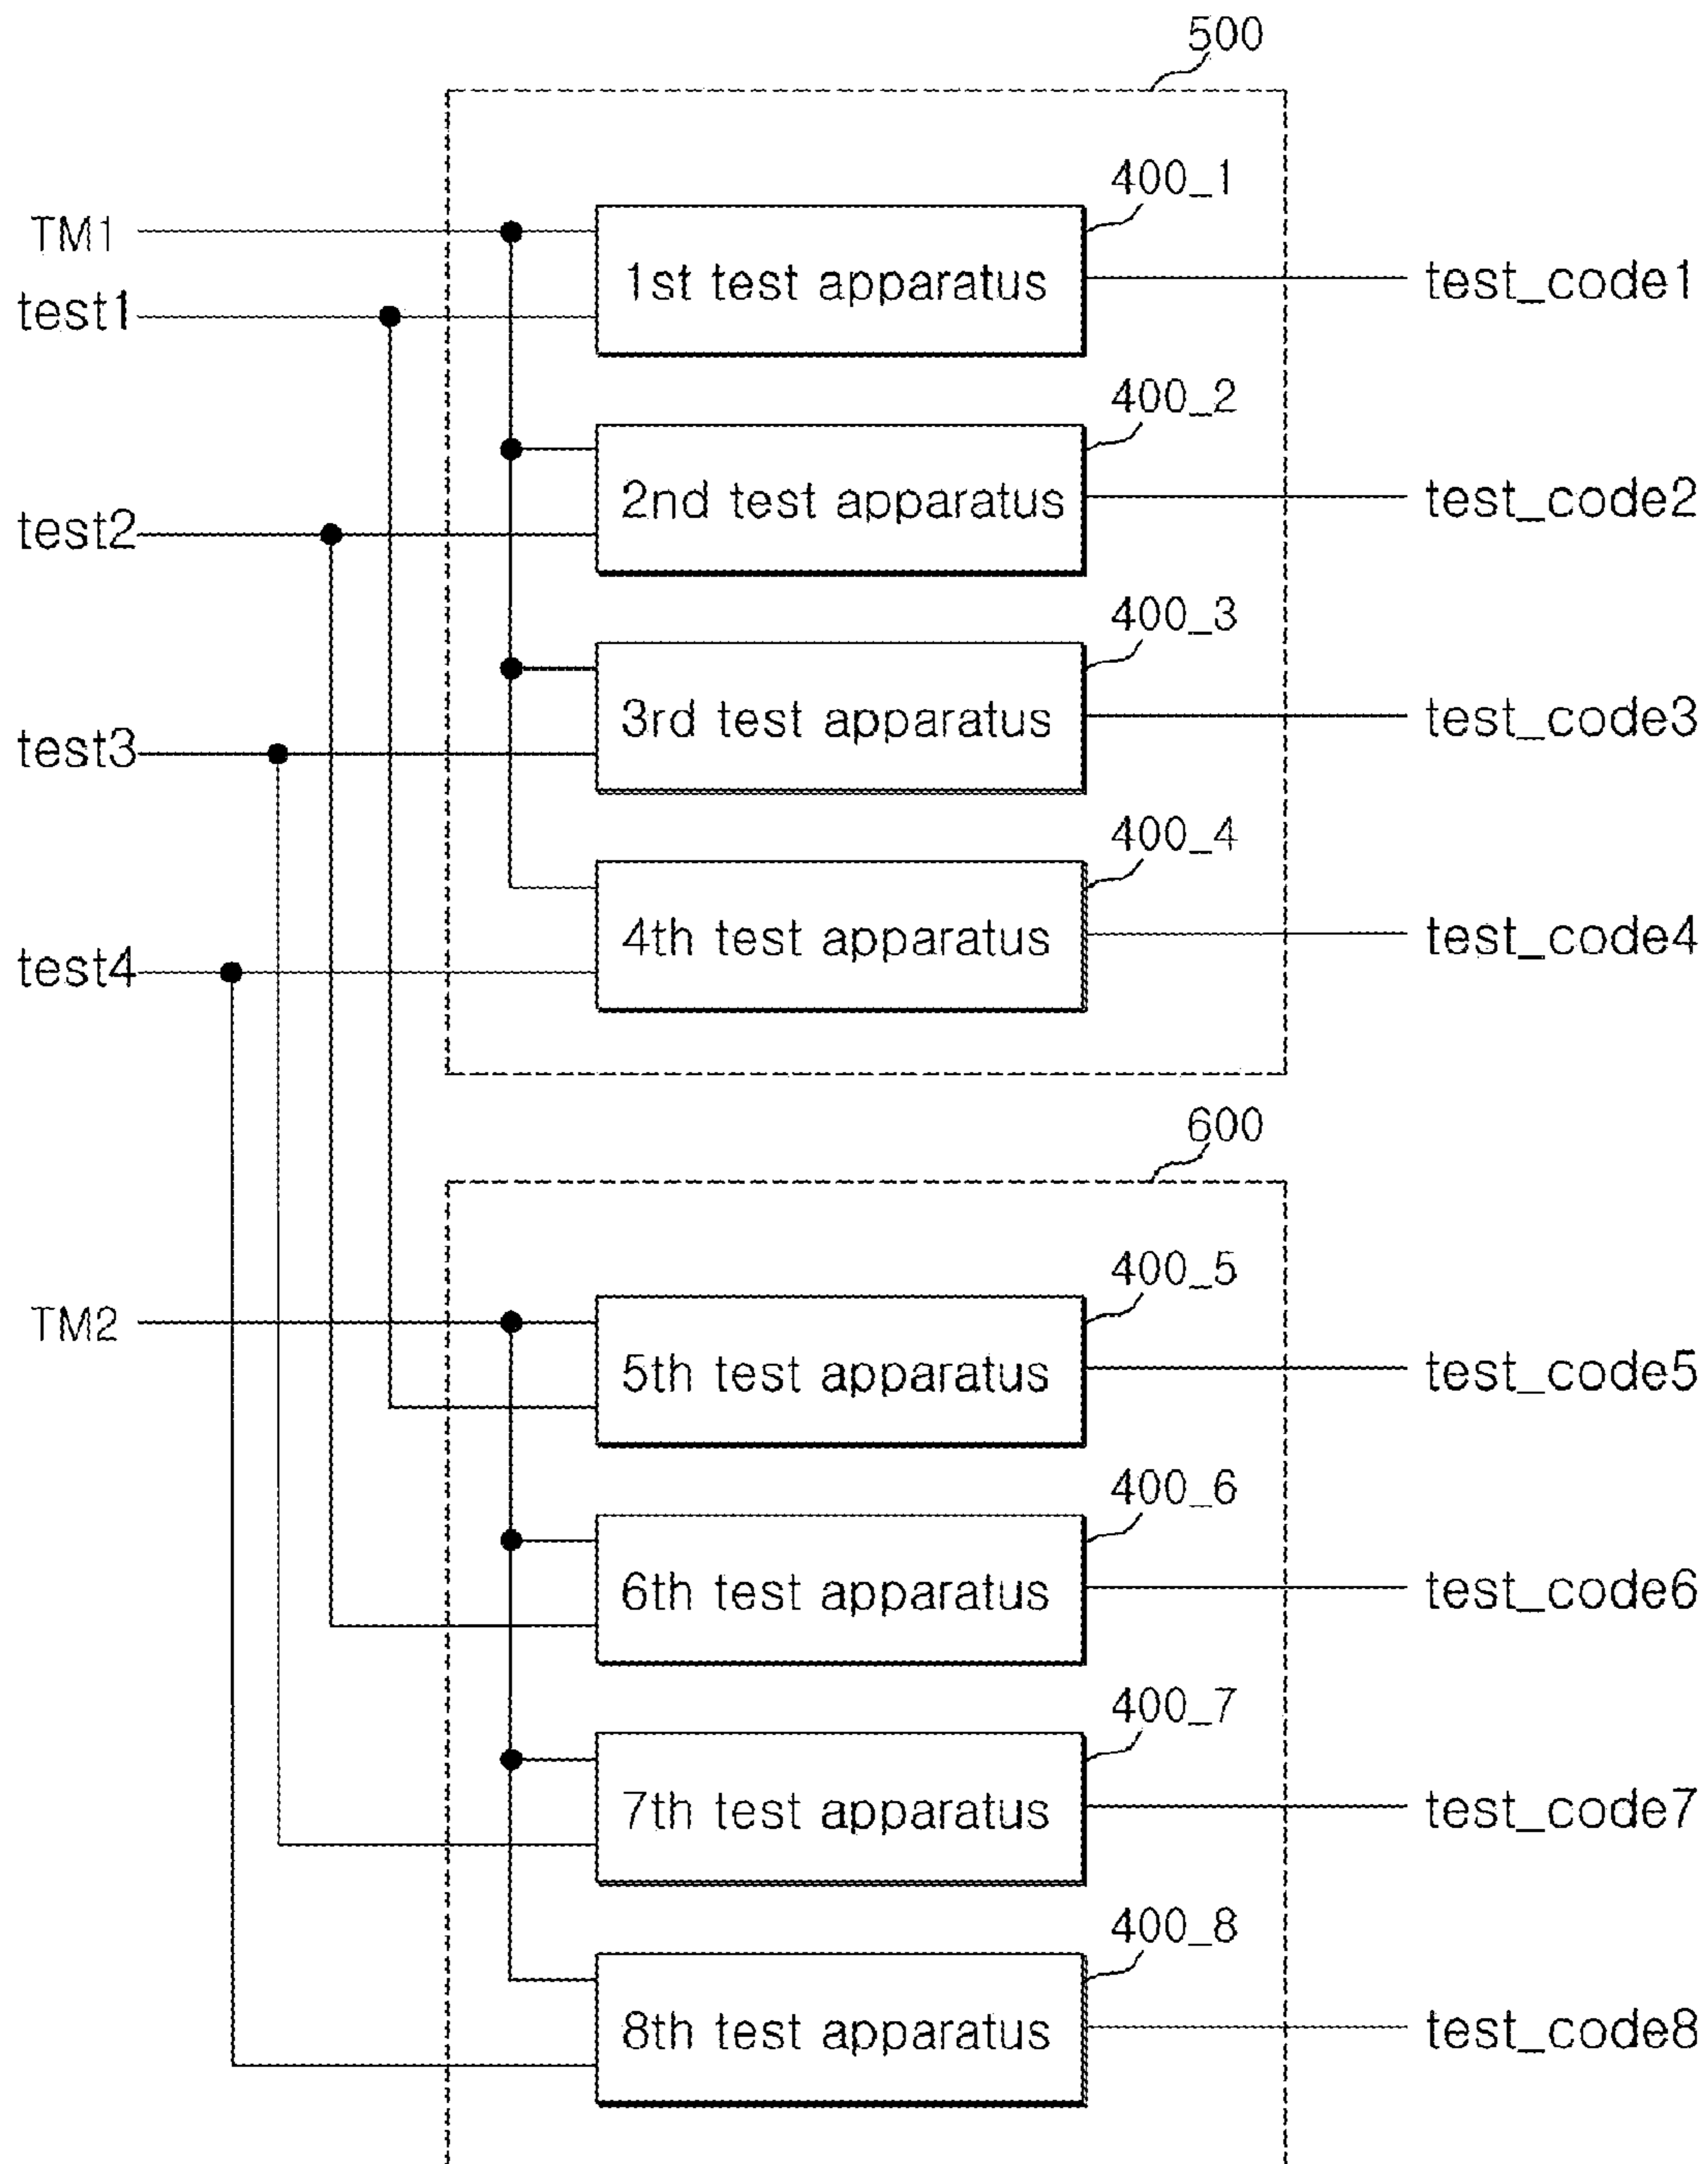 500
400_1
TM1
1st test apparatus
test_code1
test1
400_2
2nd test apparatus
test_code2
test2
400_3
3rd test apparatus
test_code3
test3
400_4
4th test apparatus
test_code4
test4
600
400_5
TM2
5th test apparatus
test_code5
400_6
6th test apparatus
test_code6
400_7
7th test apparatus
test_code7
400_8
8th test apparatus
test_code8